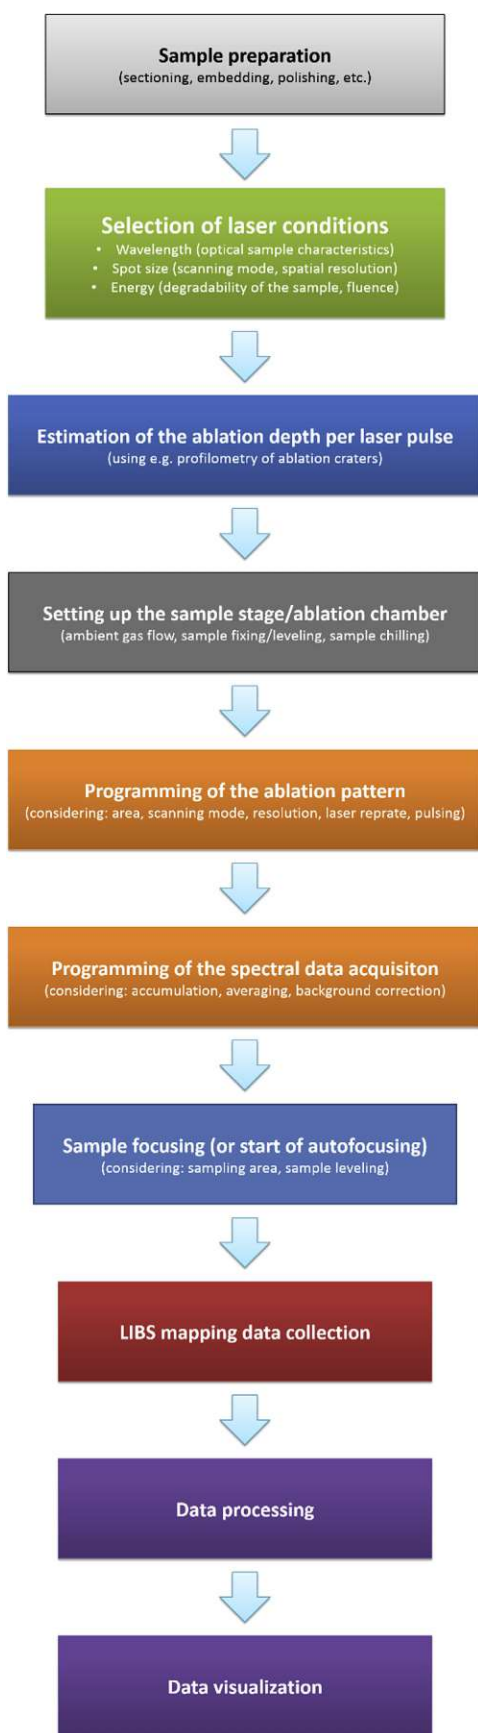 Sample preparation
(sectioning, embedding, polishing, etc.)
Selection of laser conditions
• Wavelength (optical sample characteristics)
• Spot size (scanning mode, spatial resolution)
• Energy (degradability of the sample, fluence)
Estimation of the ablation depth per laser pulse
(using e.g. profilometry of ablation craters)
Setting up the sample stage/ablation chamber
(ambient gas flow, sample fixing/leveling, sample chilling)
Programming of the ablation pattern
(considering: area, scanning mode, resolution, laser reprate, pulsing)
Programming of the spectral data acquisiton
(considering: accumulation, averaging, background correction)
Sample focusing (or start of autofocusing)
(considering: sampling area, sample leveling)
LIBS mapping data collection
Data processing
Data visualization